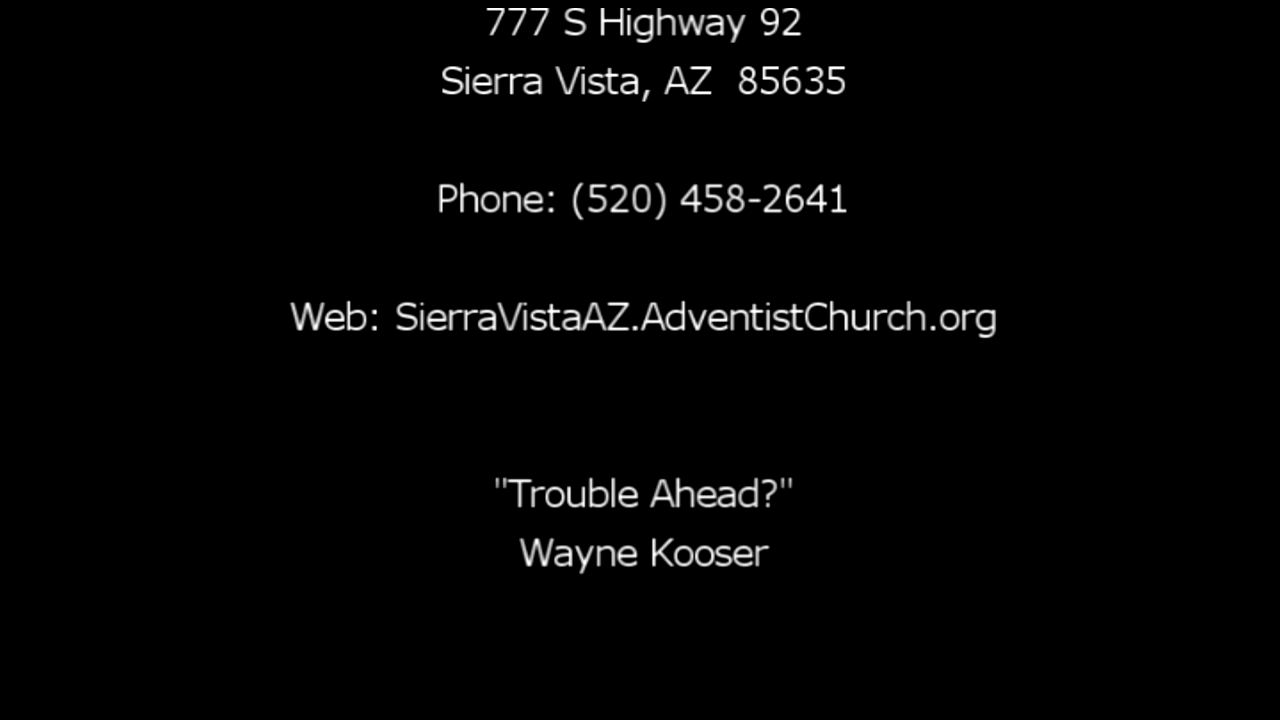 777 S Highway 92
Sierra Vista, AZ  85635
Phone: (520) 458-2641
Web: SierraVistaAZ.AdventistChurch.org
"Trouble Ahead?"
Wayne Kooser